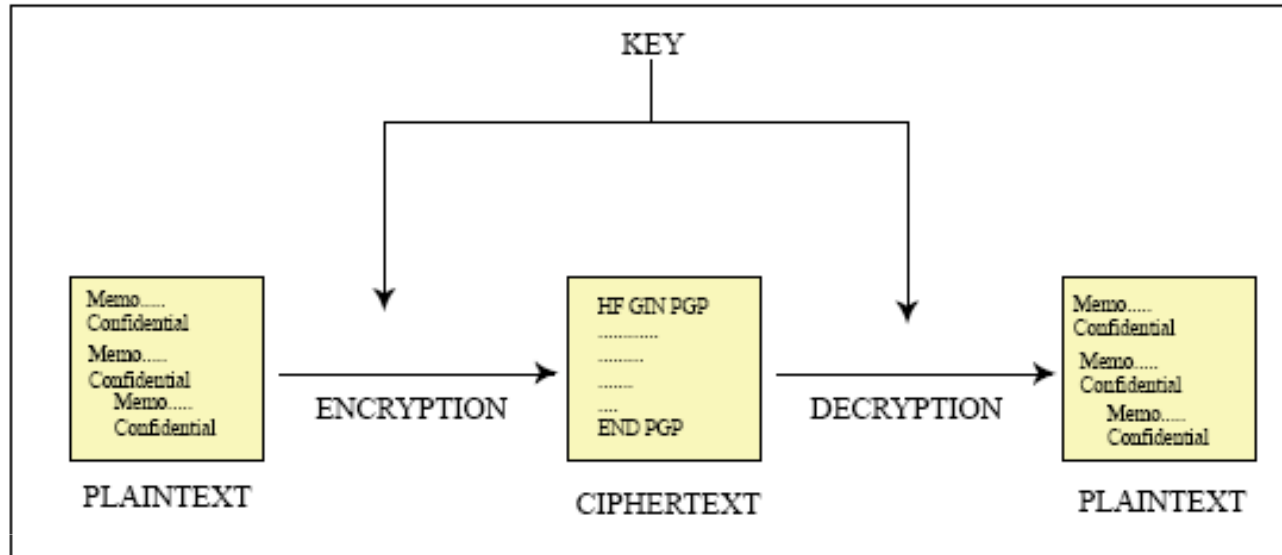 KEY
Memo.....
Confidential
Memo.....
Confidential
Memo.....
Confidential
PLAINTEXT
ENCRYPTION
HF GIN PGP
..............
...........
.......
....
END PGP
CIPHERTEXT
DECRYPTION
Memo.....
Confidential
Memo.....
Confidential
Memo.....
Confidential
PLAINTEXT